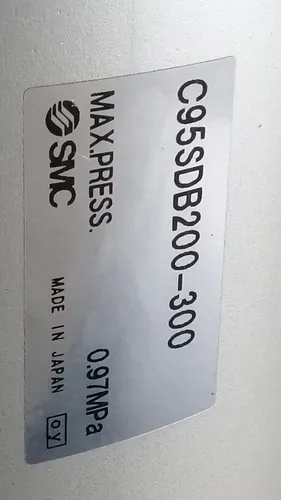 C95SDB200-300
MAX.PRESS. 0.97MPa
SMC MADE IN JAPAN oy